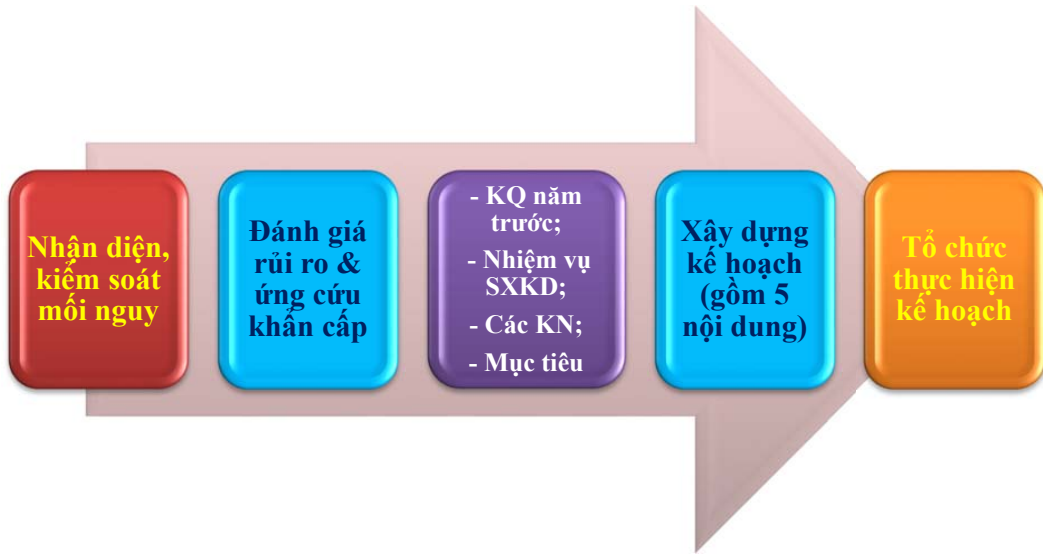 Nhận diện,
kiểm soát
mối nguy
Đánh giá
rủi ro &
ứng cứu
khẩn cấp
- KQ năm
trước;
- Nhiệm vụ
SXKD;
- Các KN;
- Mục tiêu
Xây dựng
kế hoạch
(gồm 5
nội dung)
Tổ chức
thực hiện
kế hoạch